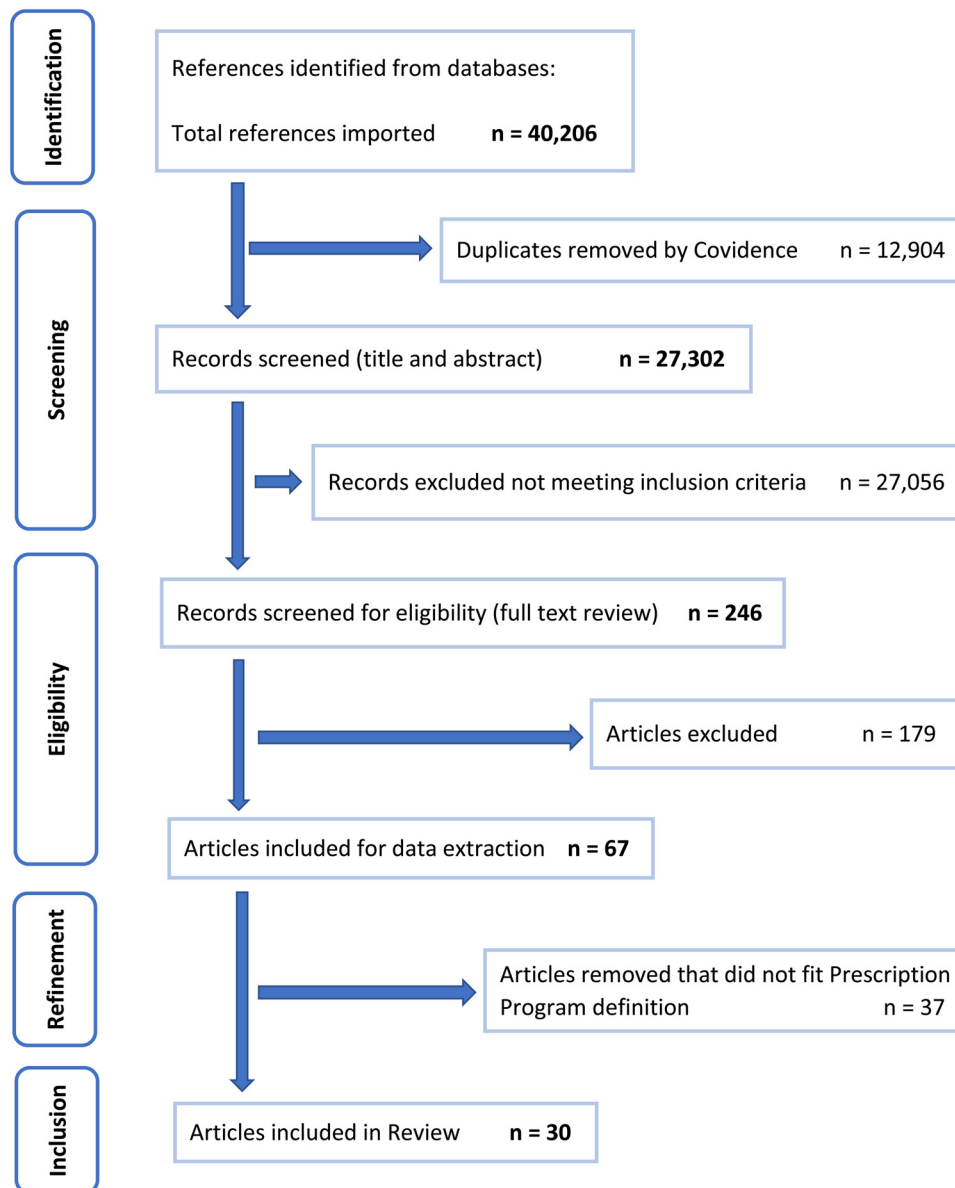 Identification
References identified from databases:
Total references imported n = 40,206
Screening
Duplicates removed by Covidence n = 12,904
Records screened (title and abstract) n = 27,302
Records excluded not meeting inclusion criteria n = 27,056
Eligibility
Records screened for eligibility (full text review) n = 246
Articles excluded n = 179
Articles included for data extraction n = 67
Refinement
Articles removed that did not fit Prescription
Program definition n = 37
Inclusion
Articles included in Review n = 30